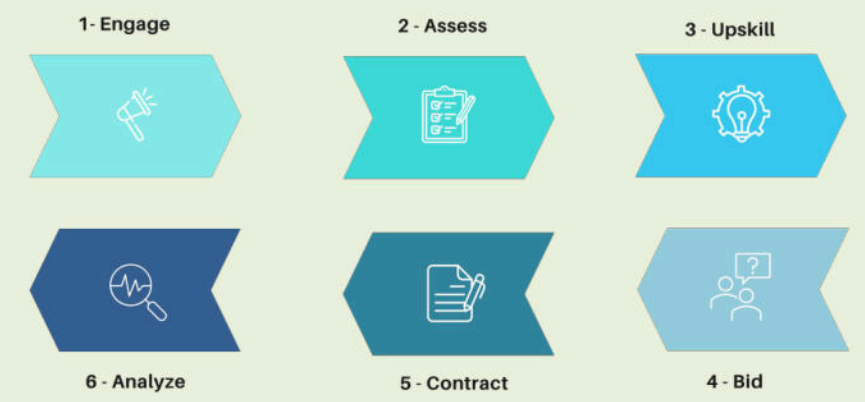 1- Engage
2 - Assess
3 - Upskill
?
6 - Analyze
5 - Contract
4 - Bid